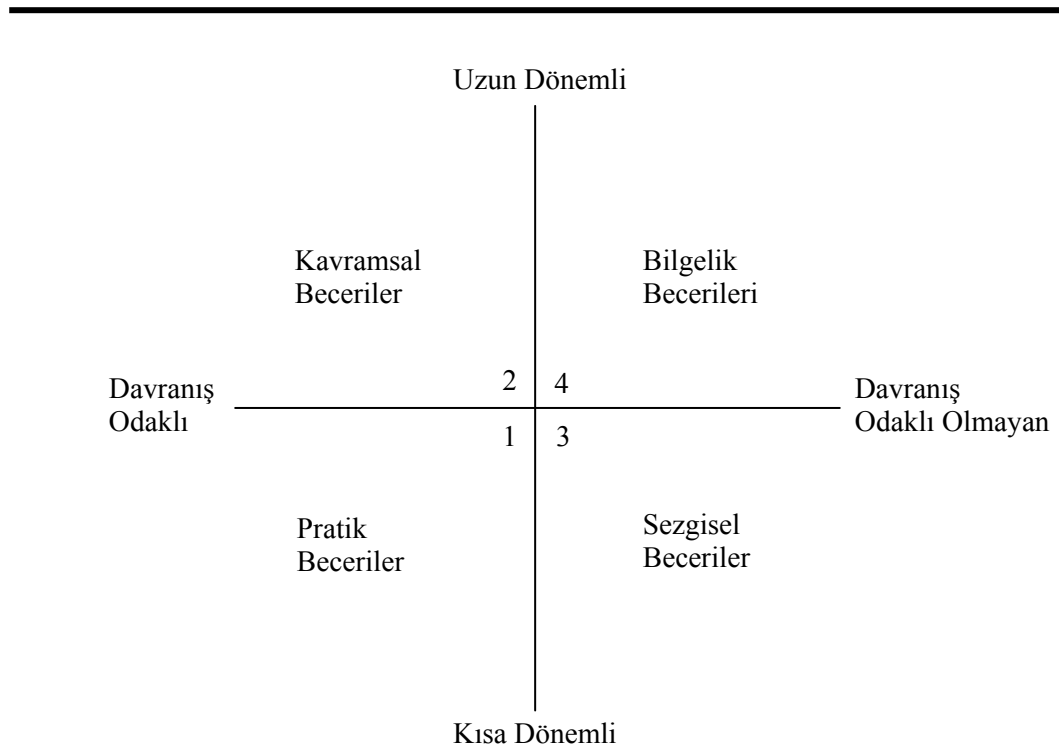 Uzun Dönemli
Kavramsal
Beceriler
Bilgelik
Becerileri
2
4
Davranış
Odaklı
Davranış
Odaklı Olmayan
1
3
Pratik
Beceriler
Sezgisel
Beceriler
Kısa Dönemli